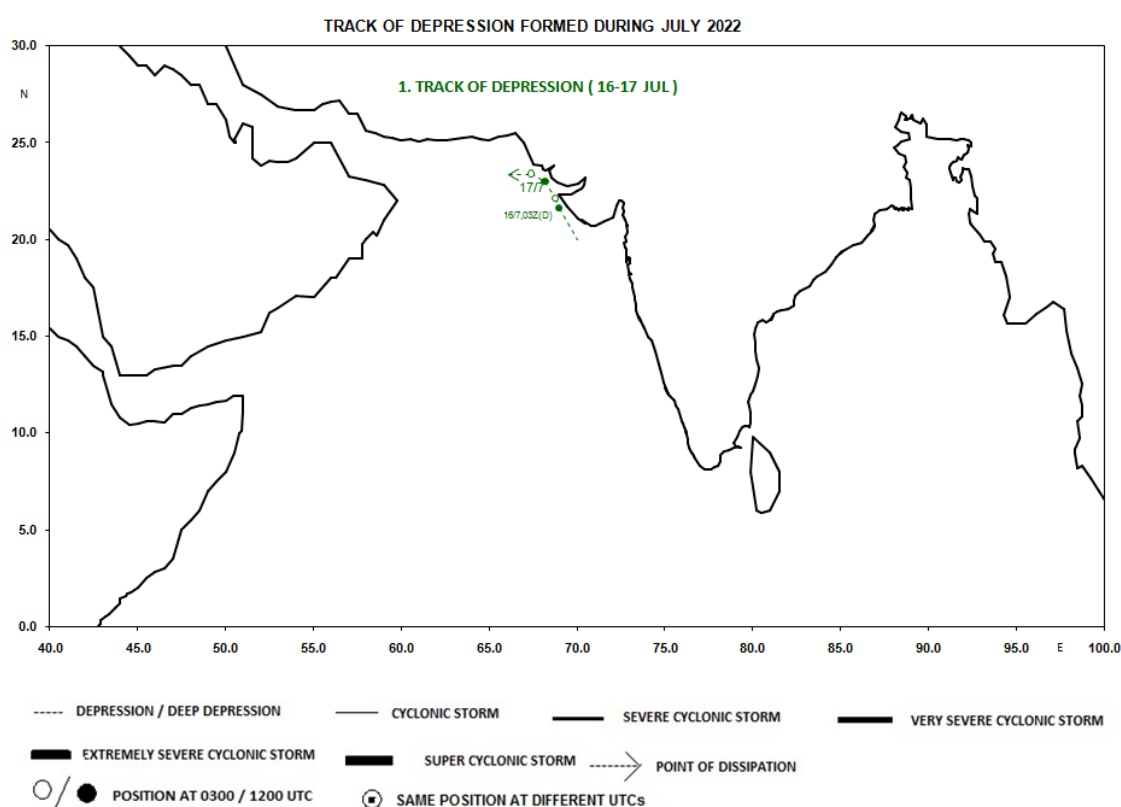 TRACK OF DEPRESSION FORMED DURING JULY 2022
30.0
N
1. TRACK OF DEPRESSION ( 16-17 JUL )
25.0
17/7
16/7,03Z(D)
20.0
15.0
10.0
5.0
0.0
40.0 45.0 50.0 55.0 60.0 65.0 70.0 75.0 80.0 85.0 90.0 95.0 E 100.0
DEPRESSION / DEEP DEPRESSION CYCLONIC STORM SEVERE CYCLONIC STORM VERY SEVERE CYCLONIC STORM
EXTREMELY SEVERE CYCLONIC STORM SUPER CYCLONIC STORM POINT OF DISSIPATION
POSITION AT 0300 / 1200 UTC SAME POSITION AT DIFFERENT UTCs